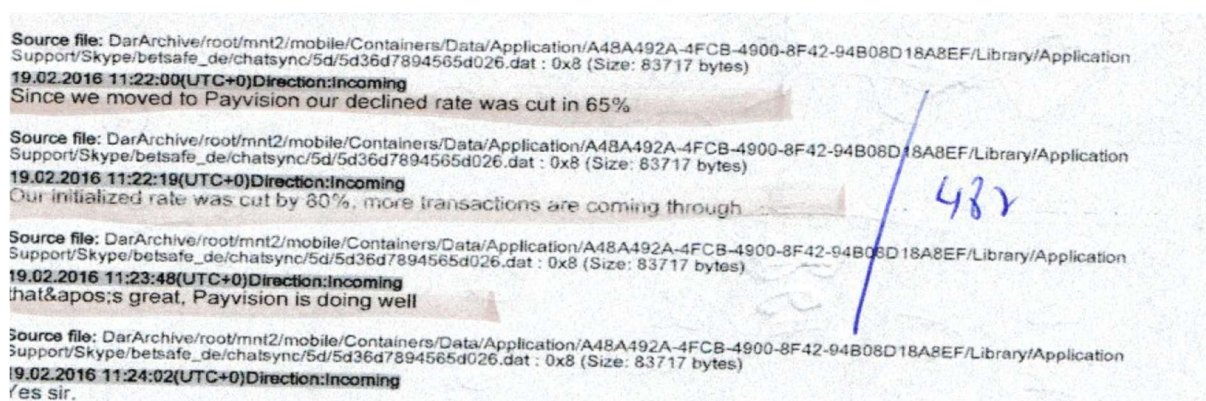 Source file: DarArchive/root/mnt2/mobile/Containers/Data/Application/A48A492A-4FCB-4900-8F42-94B08D18A8EF/Library/Application
Support/Skype/betsafe_de/chatsync/5d/5d36d7894565d026.dat : 0x8 (Size: 83717 bytes)
19.02.2016 11:22:00(UTC+0)Direction:Incoming
Since we moved to Payvision our declined rate was cut in 65%
Source file: DarArchive/root/mnt2/mobile/Containers/Data/Application/A48A492A-4FCB-4900-8F42-94B08D18A8EF/Library/Application
Support/Skype/betsafe_de/chatsync/5d/5d36d7894565d026.dat : 0x8 (Size: 83717 bytes)
19.02.2016 11:22:19(UTC+0)Direction:Incoming
Our initialized rate was cut by 80%, more transactions are coming through
Source file: DarArchive/root/mnt2/mobile/Containers/Data/Application/A48A492A-4FCB-4900-8F42-94B08D18A8EF/Library/Application
Support/Skype/betsafe_de/chatsync/5d/5d36d7894565d026.dat : 0x8 (Size: 83717 bytes)
19.02.2016 11:23:48(UTC+0)Direction:Incoming
that&apos;s great, Payvision is doing well
Source file: DarArchive/root/mnt2/mobile/Containers/Data/Application/A48A492A-4FCB-4900-8F42-94B08D18A8EF/Library/Application
Support/Skype/betsafe_de/chatsync/5d/5d36d7894565d026.dat : 0x8 (Size: 83717 bytes)
19.02.2016 11:24:02(UTC+0)Direction:Incoming
Yes sir.